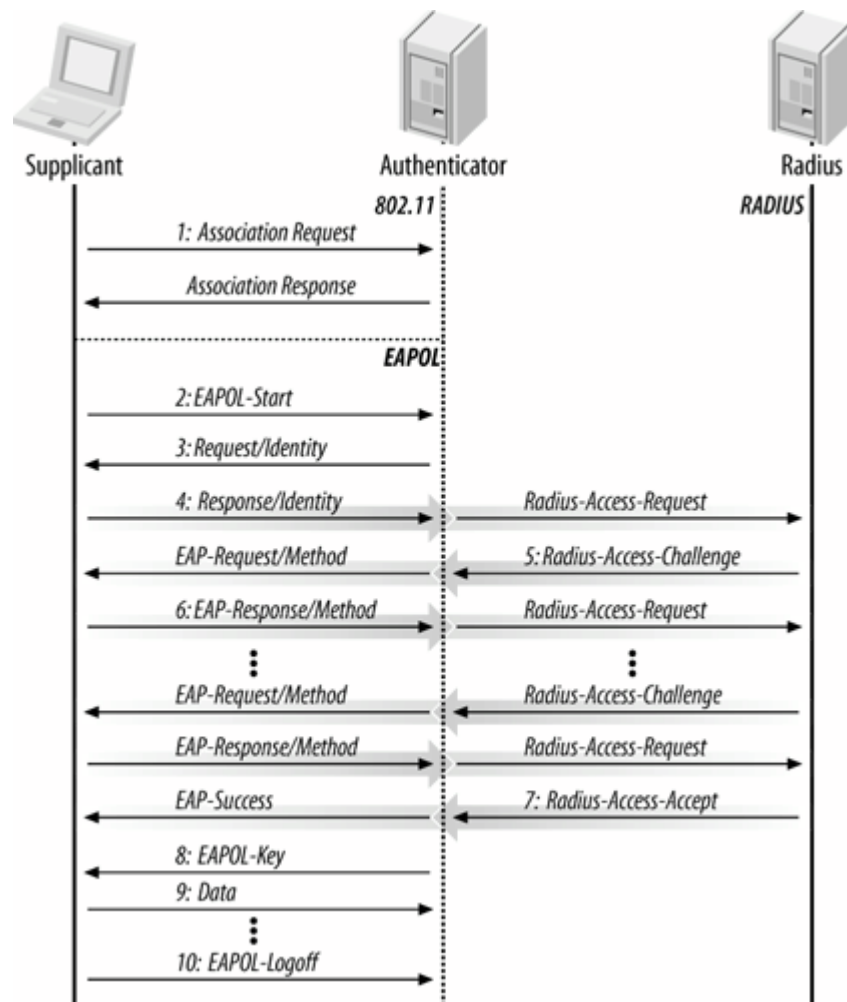 Supplicant Authenticator Radius
802.11 RADIUS
1: Association Request
Association Response
EAPOL
2: EAPOL-Start
3: Request/Identity
4: Response/Identity Radius-Access-Request
EAP-Request/Method 5: Radius-Access-Challenge
6: EAP-Response/Method Radius-Access-Request
EAP-Request/Method Radius-Access-Challenge
EAP-Response/Method Radius-Access-Request
EAP-Success 7: Radius-Access-Accept
8: EAPOL-Key
9: Data
10: EAPOL-Logoff